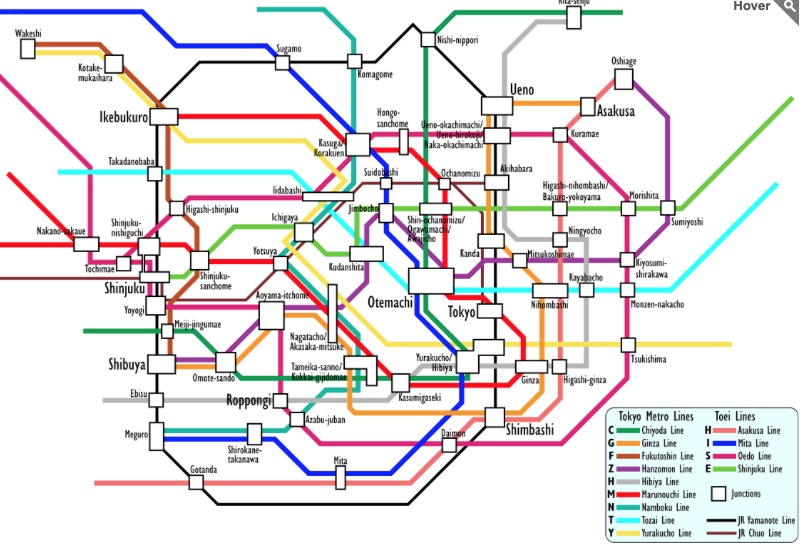 Hover
Kita-senju
Wakeshi
Kotake-
mukaihara
Sugamo
Komagome
Nishi-nippori
Oshiage
Ikebukuro
Ueno
Asakusa
Hongo-
sanchome
Ueno-okachimachi/
Ueno-hirokoji/
Naka-okachimachi
Kuramae
Kasuga/
Korakuen
Takadanobaba
Suidobashi
Ochanomizu
Akihabara
Iidabashi
Higashi-shinjuku
Jimbocho
Shin-ochanomizu/
Ogawamachi/
Awajicho
Higashi-nihombashi/
Bakuro-yokoyama
Morishita
Sumiyoshi
Nakano-sakaue
Shinjuku-
nishiguchi
Ichigaya
Ningyocho
Tochimae
Shinjuku-
sanchome
Yotsuya
Kudanshita
Kanda
Mitsukoshimae
Kiyosumi-
shirakawa
Shinjuku
Otemachi
Kayabacho
Yoyogi
Aoyama-itchome
Nihombashi
Monzen-nacho
Tokyo
Meiji-jingumae
Nagatacho/
Akasaka-mitsuke
Tsukishima
Shibuya
Omote-sando
Tameika-sanno/
Kokkai-gijidomae
Yurakucho/
Hibiya
Ginza
Higashi-ginza
Kasumigaseki
Ebisu
Roppongi
Azabu-juban
Shimbashi
Meguro
Shirokane-
takanawa
Daimon
Mita
Gotanda
Tokyo Metro Lines
C Chiyoda Line
G Ginza Line
F Fukutoshin Line
Z Hanzomon Line
H Hibiya Line
M Marunouchi Line
N Namboku Line
T Tozai Line
Y Yurakucho Line
Toei Lines
H Asakusa Line
I Mita Line
S Oedo Line
E Shinjuku Line
Junctions
JR Yamanote Line
JR Chuo Line